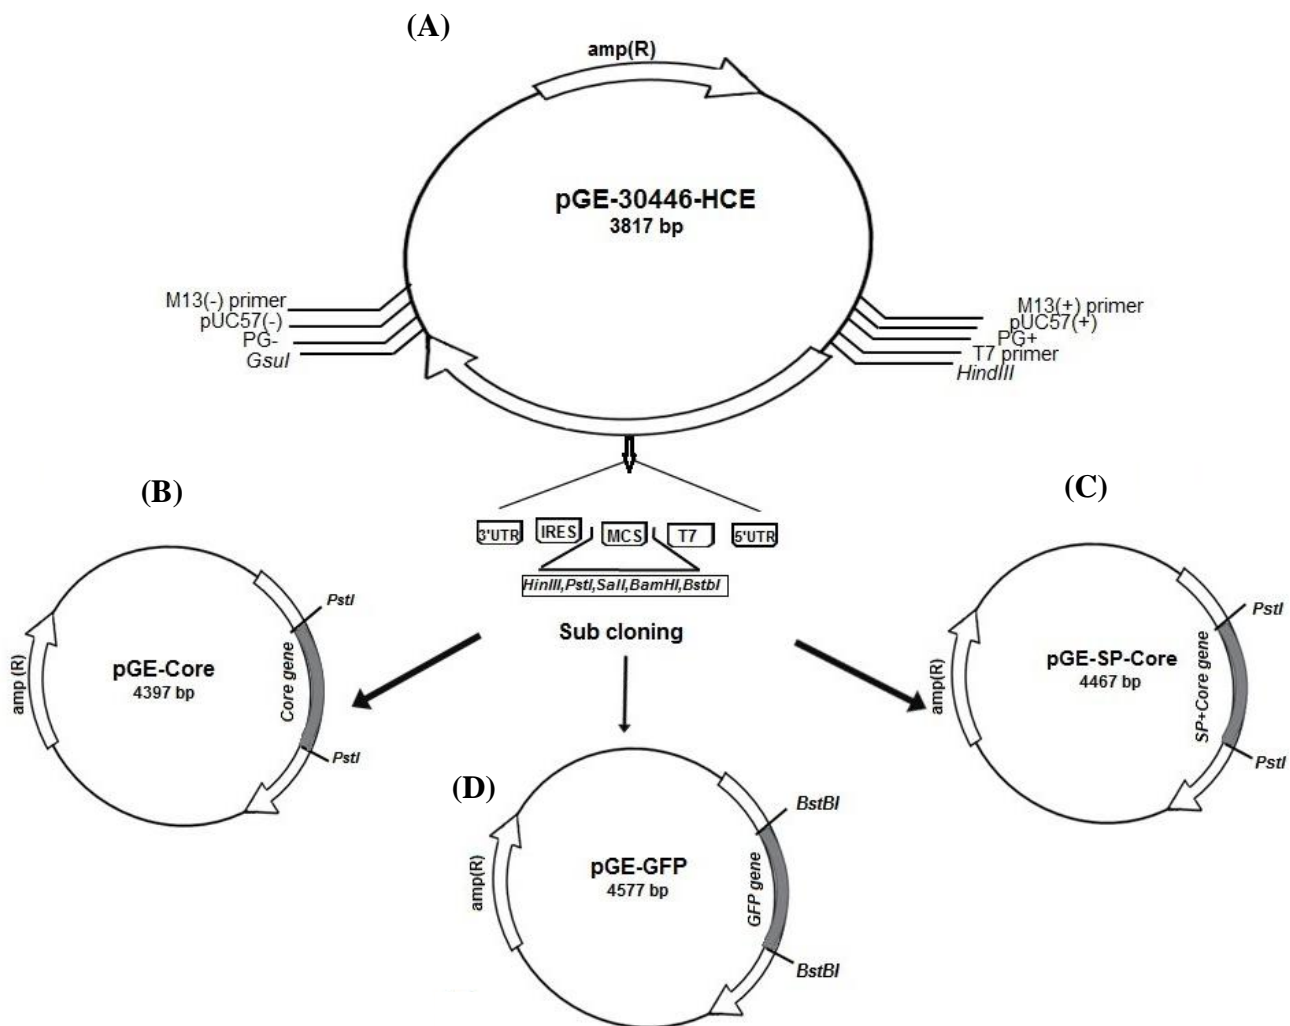 (A)
amp(R)
pGE-30446-HCE
3817 bp
M13(-) primer
pUC57(-)
PG-
GsuI
M13(+) primer
pUC57(+)
PG+
T7 primer
HindIII
3'UTR
IRES
MCS
T7
5'UTR
HinIII,PstI,SalI,BamHI,BstbI
Sub cloning
(B)
PstI
pGE-Core
4397 bp
amp (R)
Core gene
PstI
(C)
PstI
pGE-SP-Core
4467 bp
amp(R)
SP+Core gene
PstI
(D)
BstBI
pGE-GFP
4577 bp
amp(R)
GFP gene
BstBI